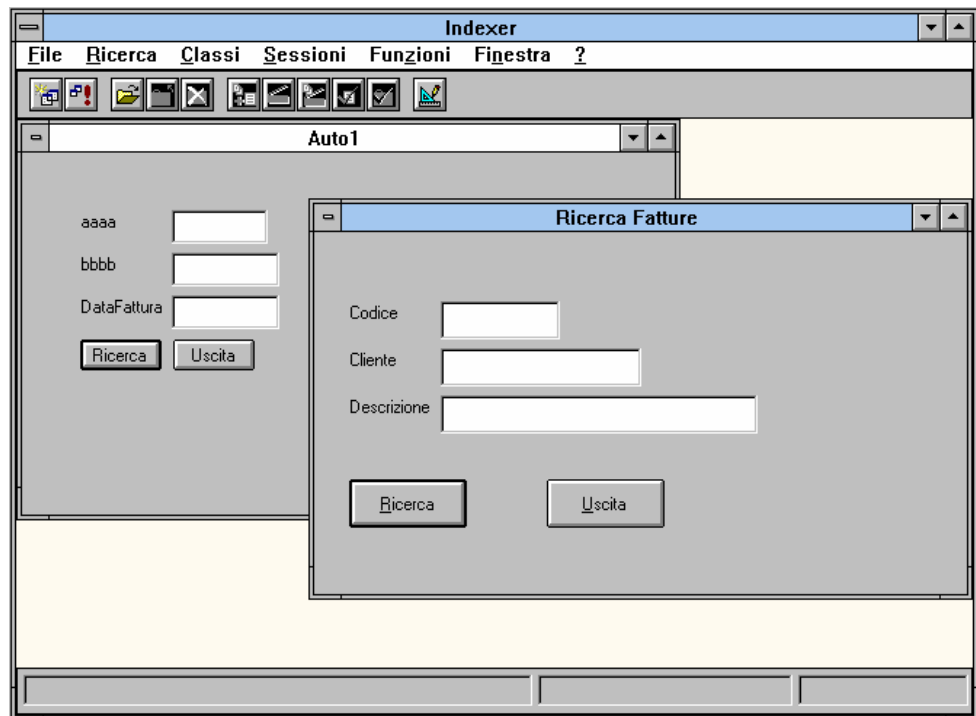 Indexer
File Ricerca Classi Sessioni Funzioni Finestra ?
Auto1
aaaa
bbbb
DataFattura
Ricerca Uscita
Ricerca Fatture
Codice
Cliente
Descrizione
Ricerca Uscita